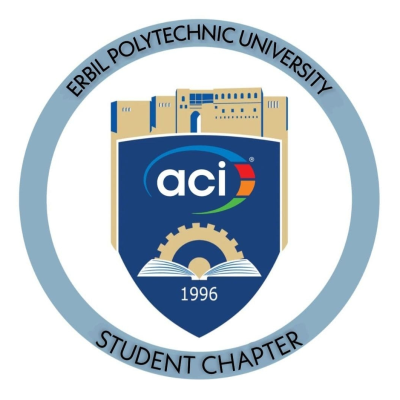 ERBIL POLYTECHNIC UNIVERSITY
aci®
1996
STUDENT CHAPTER